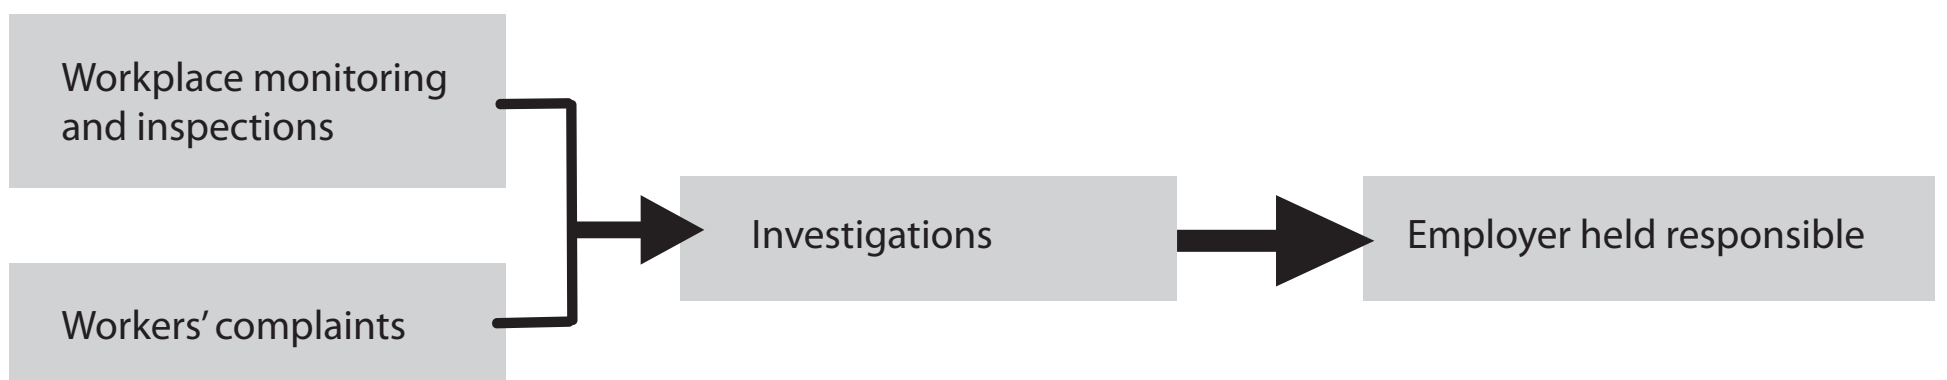 Workplace monitoring
and inspections
Workers’ complaints
Investigations
Employer held responsible